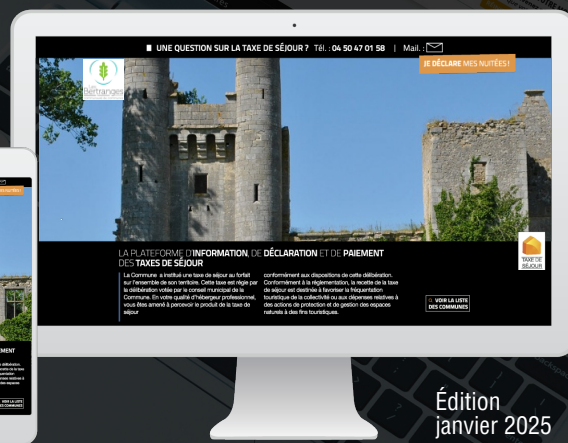 UNE QUESTION SUR LA TAXE DE SÉJOUR ? Tél. : 04 50 47 01 58 | Mail. :
JE DÉCLARE MES NUITÉES !
Les
Bertranges
LA PLATEFORME D'INFORMATION, DE DÉCLARATION ET DE PAIEMENT
DES TAXES DE SÉJOUR
La Commune a institué une taxe de séjour au forfait
sur l'ensemble de son territoire. Cette taxe est régie par
la délibération votée par le conseil municipal de la
Commune. En votre qualité d'hébergeur professionnel,
vous êtes amené à percevoir le produit de la taxe de
séjour
conformément aux dispositions de cette délibération.
Conformément à la réglementation, la recette de la taxe
de séjour est destinée à favoriser la fréquentation
touristique de la collectivité ou aux dépenses relatives à
des actions de protection et de gestion des espaces
naturels à des fins touristiques.
TAXE DE
SÉJOUR
VOIR LA LISTE
DES COMMUNES
VOIR LA LISTE
DES COMMUNES
Édition
janvier 2025